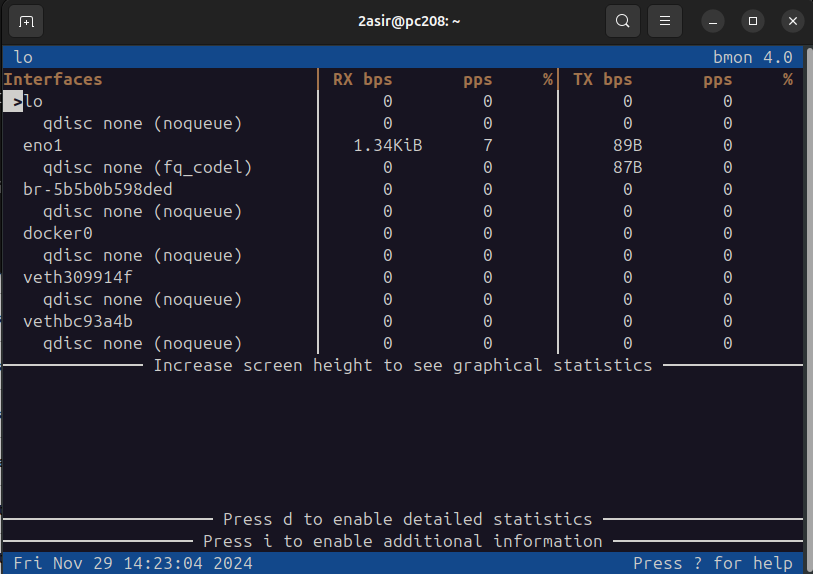 2asir@pc208: ~
lo bmon 4.0
Interfaces RX bps pps % TX bps pps %
>lo 0 0 0 0
qdisc none (noqueue) 0 0 0 0
eno1 1.34KiB 7 89B 0
qdisc none (fq_codel) 0 0 87B 0
br-5b5b0b598ded 0 0 0 0
qdisc none (noqueue) 0 0 0 0
docker0 0 0 0 0
qdisc none (noqueue) 0 0 0 0
veth309914f 0 0 0 0
qdisc none (noqueue) 0 0 0 0
vethbc93a4b 0 0 0 0
qdisc none (noqueue) 0 0 0 0
Increase screen height to see graphical statistics
Press d to enable detailed statistics
Press i to enable additional information
Fri Nov 29 14:23:04 2024 Press ? for help